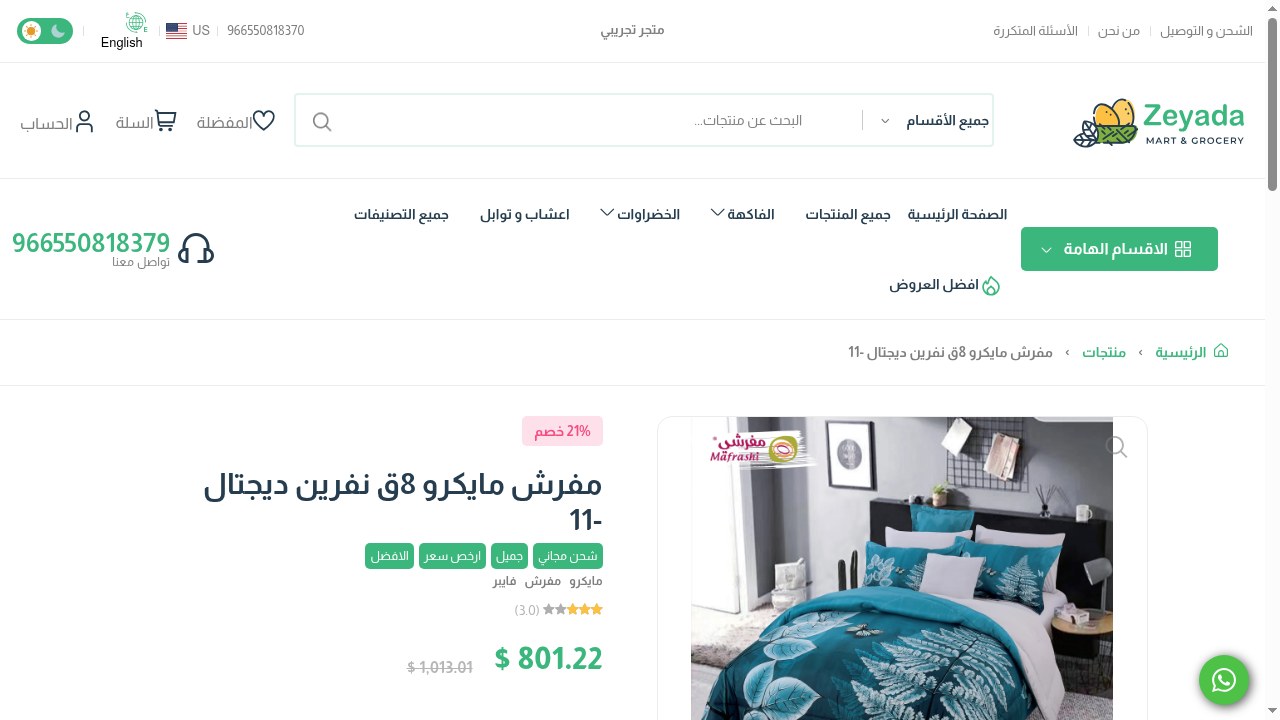 الشحن و التوصيل
من نحن
الأسئلة المتكررة
متجر تجريبي
966550818370
US
English
Zeyada
MART & GROCERY
جميع الأقسام
البحث عن منتجات...
المفضلة
السلة
الحساب
الاقسام الهامة
الصفحة الرئيسية
جميع المنتجات
الفاكهة
الخضراوات
اعشاب و توابل
جميع التصنيفات
افضل العروض
966550818379
تواصل معنا
الرئيسية › منتجات › مفرش مايكرو 8ق نفرين ديجتال -11
مفرشي
Mafrashi
21% خصم
مفرش مايكرو 8ق نفرين ديجتال
-11
شحن مجاني
جميل
ارخص سعر
الافضل
مايكرو مفرش فايبر
(3.0)
$ 801.22
$ 1,013.01